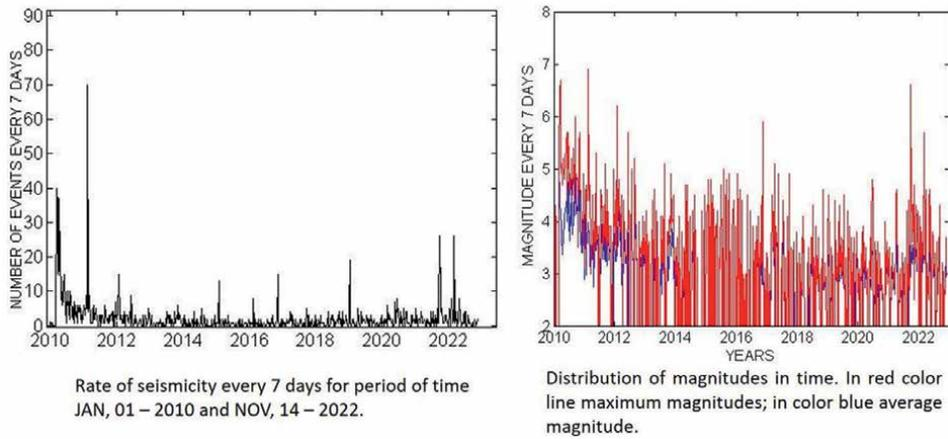 NUMBER OF EVENTS EVERY 7 DAYS
90
80
70
60
50
40
30
20
10
0
2010 2012 2014 2016 2018 2020 2022
Rate of seismicity every 7 days for period of time
JAN, 01 – 2010 and NOV, 14 – 2022.
MAGNITUDE EVERY 7 DAYS
8
7
6
5
4
3
2
2010 2012 2014 2016 2018 2020 2022
YEARS
Distribution of magnitudes in time. In red color
line maximum magnitudes; in color blue average
magnitude.